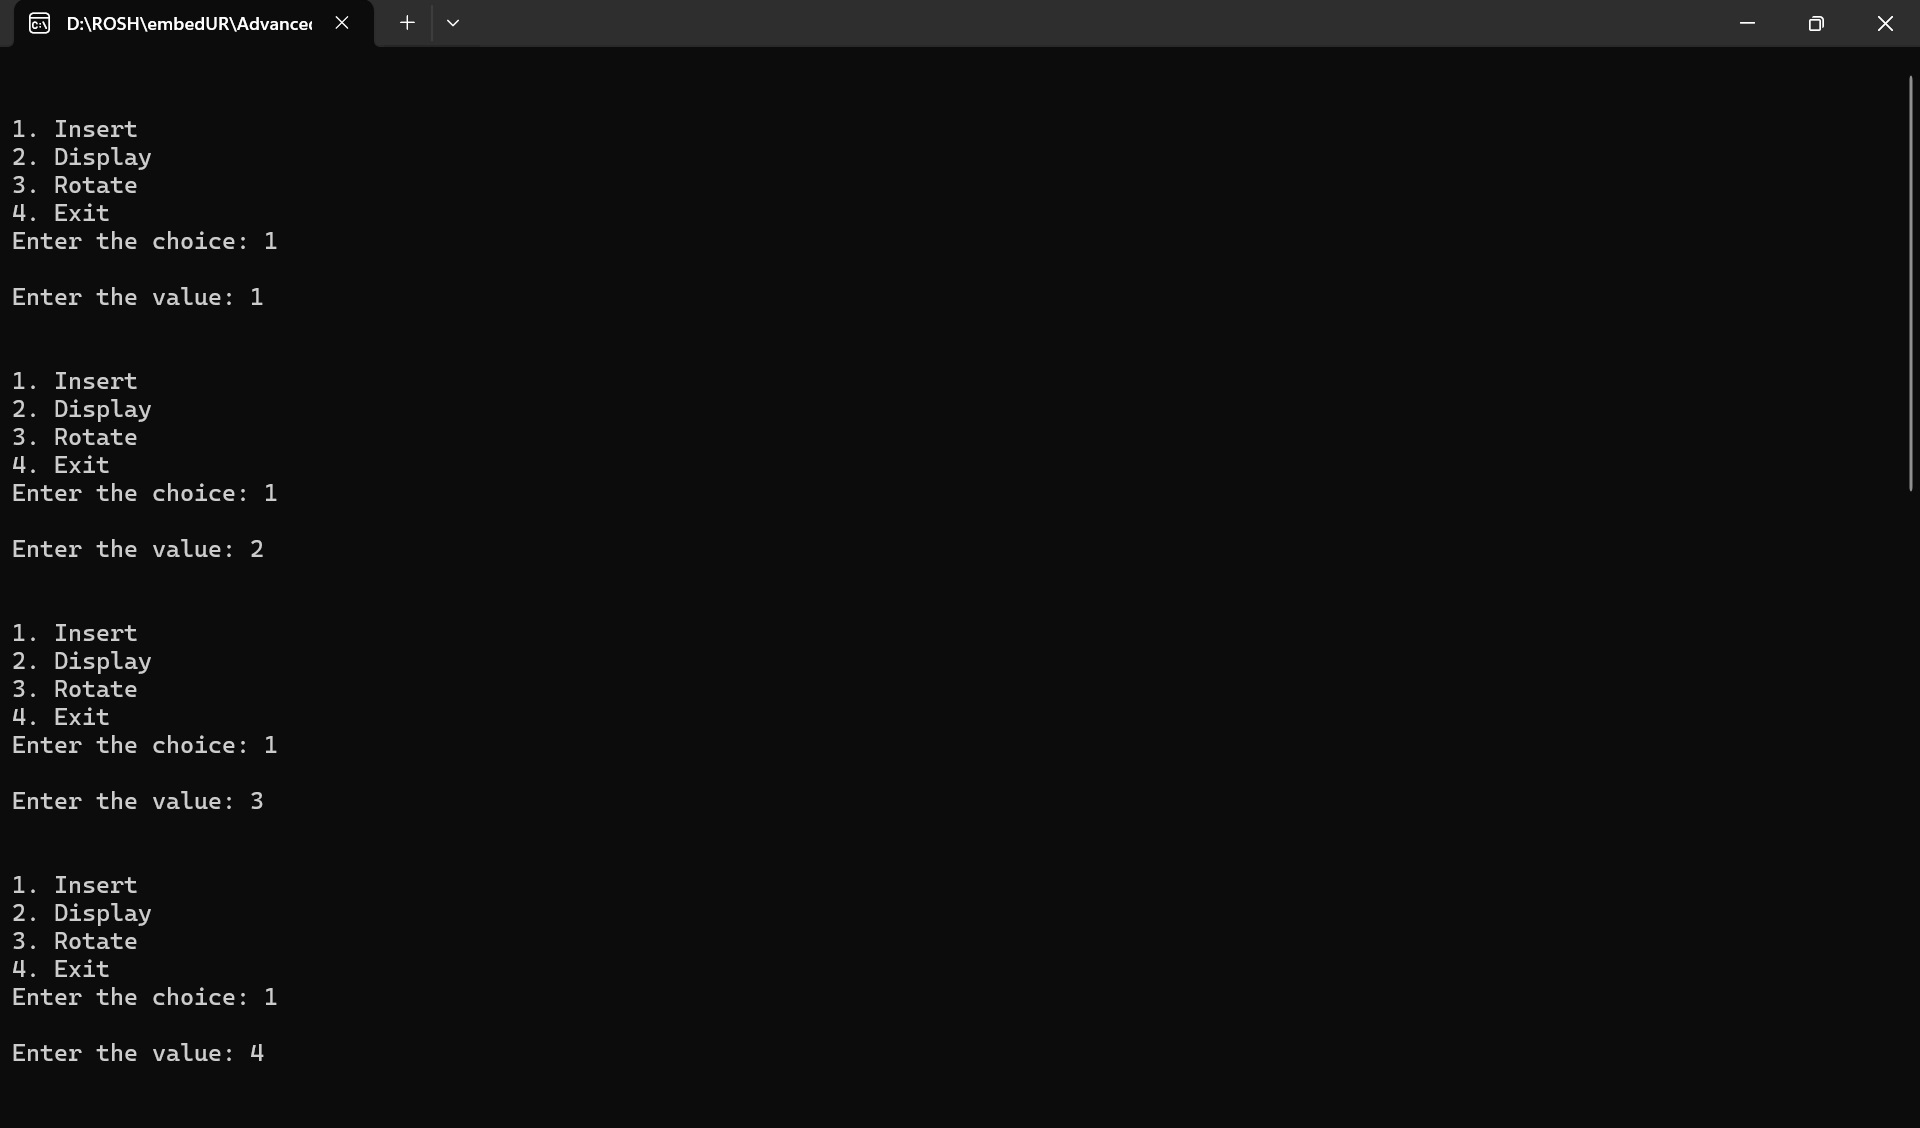 D:\ROSH\embedUR\Advanced
1. Insert
2. Display
3. Rotate
4. Exit
Enter the choice: 1
Enter the value: 1
1. Insert
2. Display
3. Rotate
4. Exit
Enter the choice: 1
Enter the value: 2
1. Insert
2. Display
3. Rotate
4. Exit
Enter the choice: 1
Enter the value: 3
1. Insert
2. Display
3. Rotate
4. Exit
Enter the choice: 1
Enter the value: 4